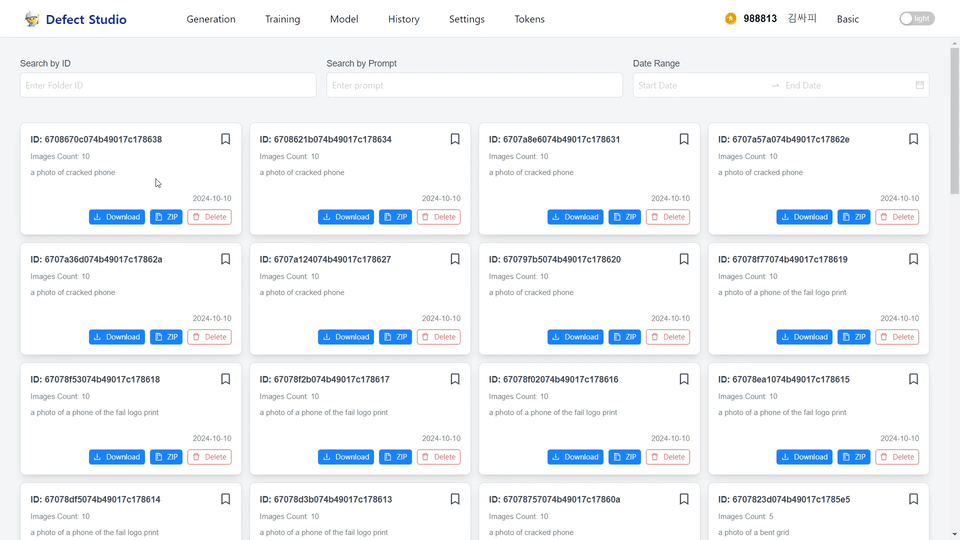 Defect Studio Generation Training Model History Settings Tokens 988813 김싸피 Basic light
Search by ID Search by Prompt Date Range
Enter Folder ID Enter prompt Start Date → End Date
ID: 6708670c074b49017c178638 ID: 6708621b074b49017c178634 ID: 6707a8e6074b49017c178631 ID: 6707a57a074b49017c17862e
Images Count: 10 Images Count: 10 Images Count: 10 Images Count: 10
a photo of cracked phone a photo of cracked phone a photo of cracked phone a photo of cracked phone
2024-10-10 2024-10-10 2024-10-10 2024-10-10
Download ZIP Delete Download ZIP Delete Download ZIP Delete Download ZIP Delete
ID: 6707a36d074b49017c17862a ID: 6707a124074b49017c178627 ID: 670797b5074b49017c178620 ID: 67078f77074b49017c178619
Images Count: 10 Images Count: 10 Images Count: 10 Images Count: 10
a photo of cracked phone a photo of cracked phone a photo of cracked phone a photo of a phone of the fail logo print
2024-10-10 2024-10-10 2024-10-10 2024-10-10
Download ZIP Delete Download ZIP Delete Download ZIP Delete Download ZIP Delete
ID: 67078f53074b49017c178618 ID: 67078f2b074b49017c178617 ID: 67078f02074b49017c178616 ID: 67078ea1074b49017c178615
Images Count: 10 Images Count: 10 Images Count: 10 Images Count: 10
a photo of a phone of the fail logo print a photo of a phone of the fail logo print a photo of a phone of the fail logo print a photo of a phone of the fail logo print
2024-10-10 2024-10-10 2024-10-10 2024-10-10
Download ZIP Delete Download ZIP Delete Download ZIP Delete Download ZIP Delete
ID: 67078df5074b49017c178614 ID: 67078d3b074b49017c178613 ID: 67078757074b49017c17860a ID: 6707823d074b49017c1785e5
Images Count: 10 Images Count: 10 Images Count: 10 Images Count: 5
a photo of a phone of the fail logo print a photo of a phone of the fail logo print a photo of cracked phone a photo of a bent grid